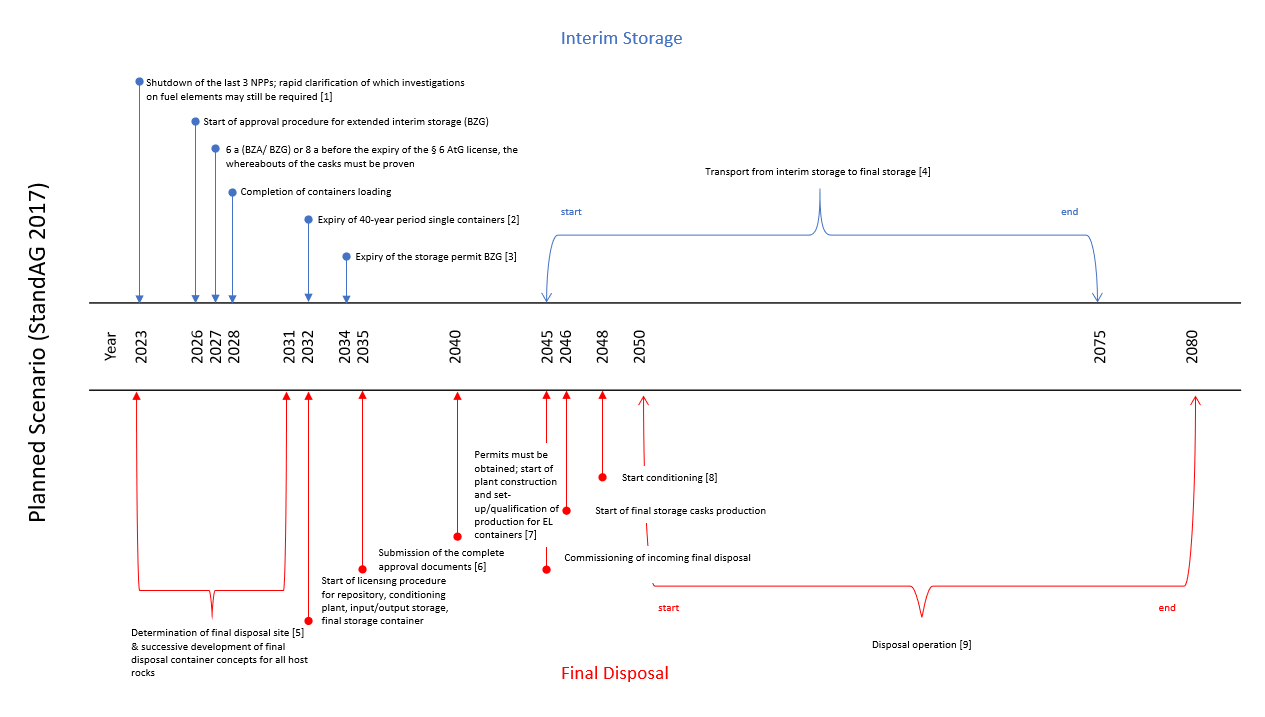 Interim Storage
Shutdown of the last 3 NPPs; rapid clarification of which investigations
on fuel elements may still be required [1]
Start of approval procedure for extended interim storage (BZG)
6 a (BZA/ BZG) or 8 a before the expiry of the § 6 AtG license, the
whereabouts of the casks must be proven
Completion of containers loading
Expiry of 40-year period single containers [2]
Expiry of the storage permit BZG [3]
Transport from interim storage to final storage [4]
start
end
Planned Scenario (StandAG 2017)
Year
2023
2026
2027
2028
2031
2032
2034
2035
2040
2045
2046
2048
2050
2075
2080
Permits must be
obtained; start of
plant construction
and set-
up/qualification of
production for EL
containers [7]
Start conditioning [8]
Start of final storage casks production
Submission of the complete
approval documents [6]
Commissioning of incoming final disposal
Start of licensing procedure
for repository, conditioning
plant, input/output storage,
final storage container
start
end
Determination of final disposal site [5]
& successive development of final
disposal container concepts for all host
rocks
Disposal operation [9]
Final Disposal